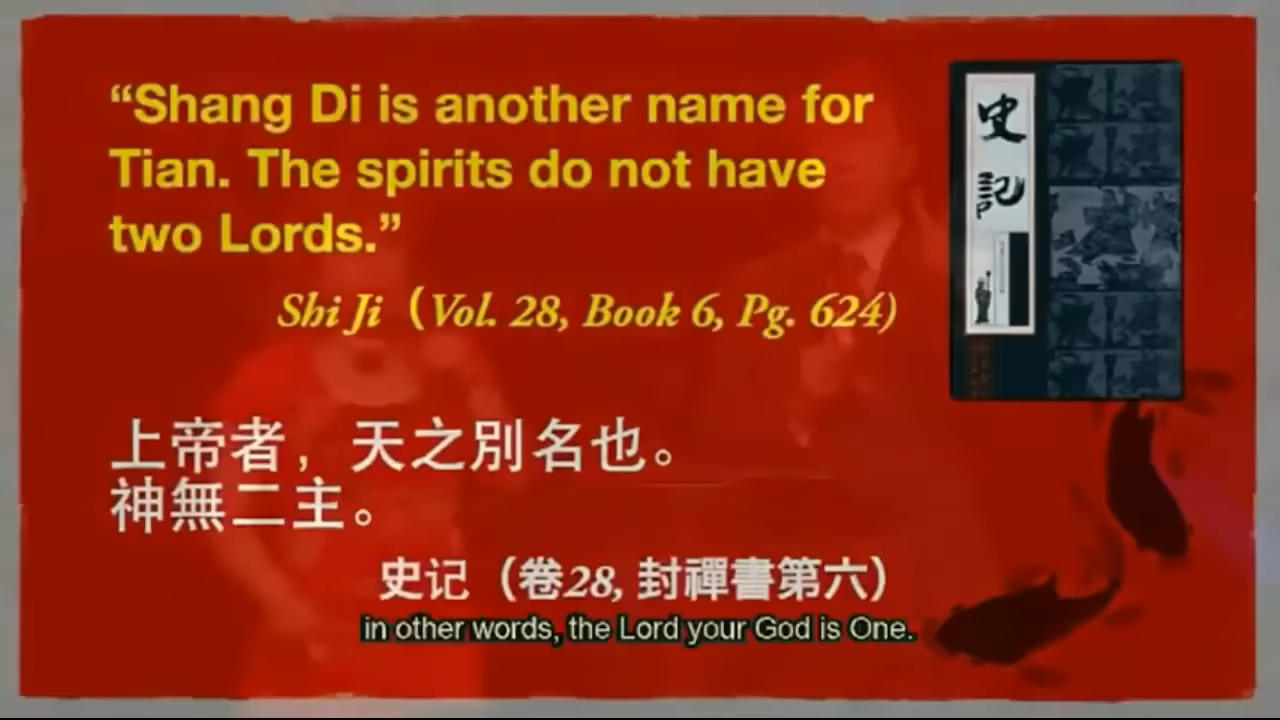 “Shang Di is another name for
Tian. The spirits do not have
two Lords.”
Shi Ji（Vol. 28, Book 6, Pg. 624)
史記
上帝者，天之別名也。
神無二主。
史记（卷28, 封禪書第六）
in other words, the Lord your God is One.